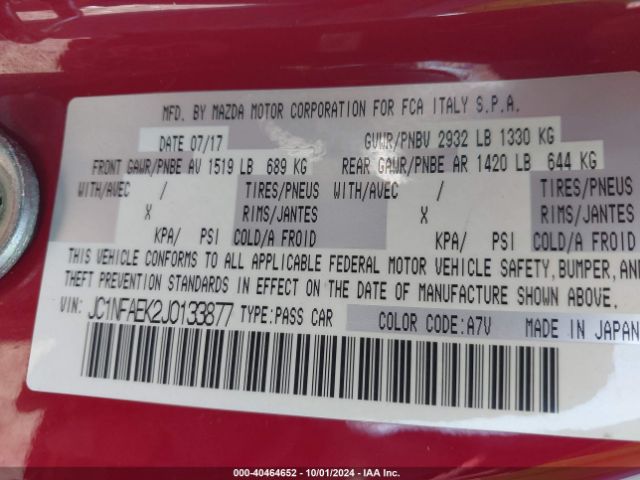 MFD. BY MAZDA MOTOR CORPORATION FOR FCA ITALY S.P.A.
DATE 07/17 GVWR/PNBV 2932 LB 1330 KG
FRONT GAWR/PNBE AV 1519 LB 689 KG REAR GAWR/PNBE AR 1420 LB 644 KG
WITH/AVEC / TIRES/PNEUS WITH/AVEC / TIRES/PNEUS
X RIMS/JANTES X RIMS/JANTES
KPA/ PSI COLD/A FROID KPA/ PSI COLD/A FROID
THIS VEHICLE CONFORMS TO ALL APPLICABLE FEDERAL MOTOR VEHICLE SAFETY, BUMPER, AND
THEFT PREVENTION STANDARDS IN EFFECT ON THE DATE OF MANUFACTURE SHOWN ABOVE.
VIN: JC1NFAEK2J0133877 TYPE:PASS CAR COLOR CODE:A7V MADE IN JAPAN
000-40464652 - 10/01/2024 - IAA Inc.